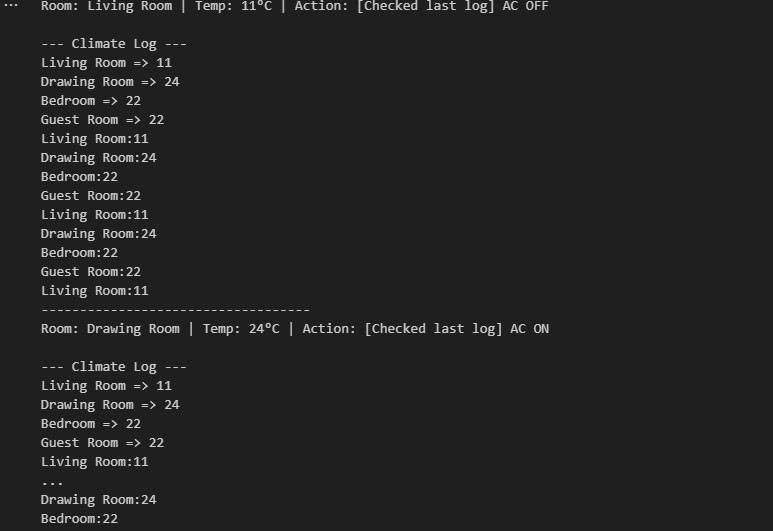 ... Room: Living Room | Temp: 11°C | Action: [Checked last log] AC OFF
--- Climate Log ---
Living Room => 11
Drawing Room => 24
Bedroom => 22
Guest Room => 22
Living Room:11
Drawing Room:24
Bedroom:22
Guest Room:22
Living Room:11
Drawing Room:24
Bedroom:22
Guest Room:22
Living Room:11
-----------------------------------
Room: Drawing Room | Temp: 24°C | Action: [Checked last log] AC ON
--- Climate Log ---
Living Room => 11
Drawing Room => 24
Bedroom => 22
Guest Room => 22
Living Room:11
...
Drawing Room:24
Bedroom:22